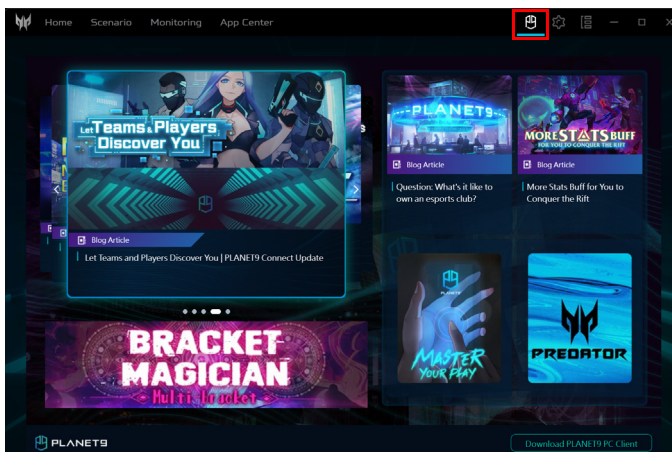 Home Scenario Monitoring App Center
Let Teams & Players
Discover You
Blog Article
Let Teams and Players Discover You | PLANET9 Connect Update
PLANET9
Blog Article
Question: What's it like to
own an esports club?
MORE STATS BUFF
FOR YOU TO CONQUER THE RIFT
Blog Article
More Stats Buff for You to
Conquer the Rift
BRACKET
MAGICIAN
Multi-Bracket
PLANET9
MASTER
YOUR PLAY
PREDATOR
PLANET9
Download PLANET9 PC Client